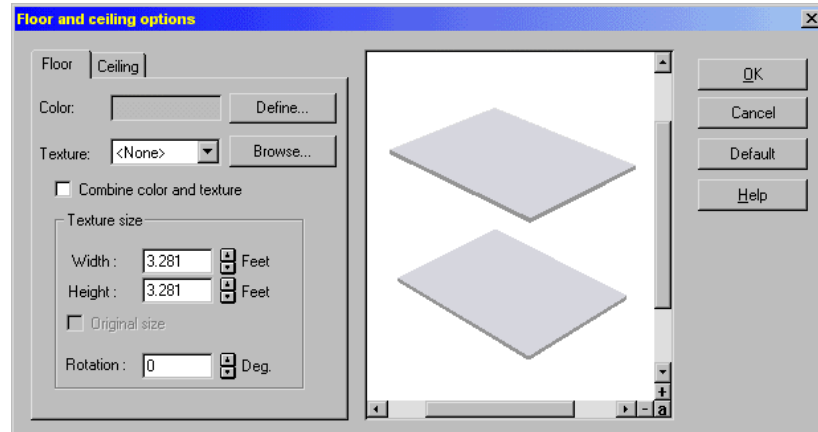 Floor and ceiling options
Floor Ceiling
Color: Define...
Texture: <None> Browse...
Combine color and texture
Texture size
Width : 3.281 Feet
Height : 3.281 Feet
Original size
Rotation : 0 Deg.
+
- a
OK
Cancel
Default
Help